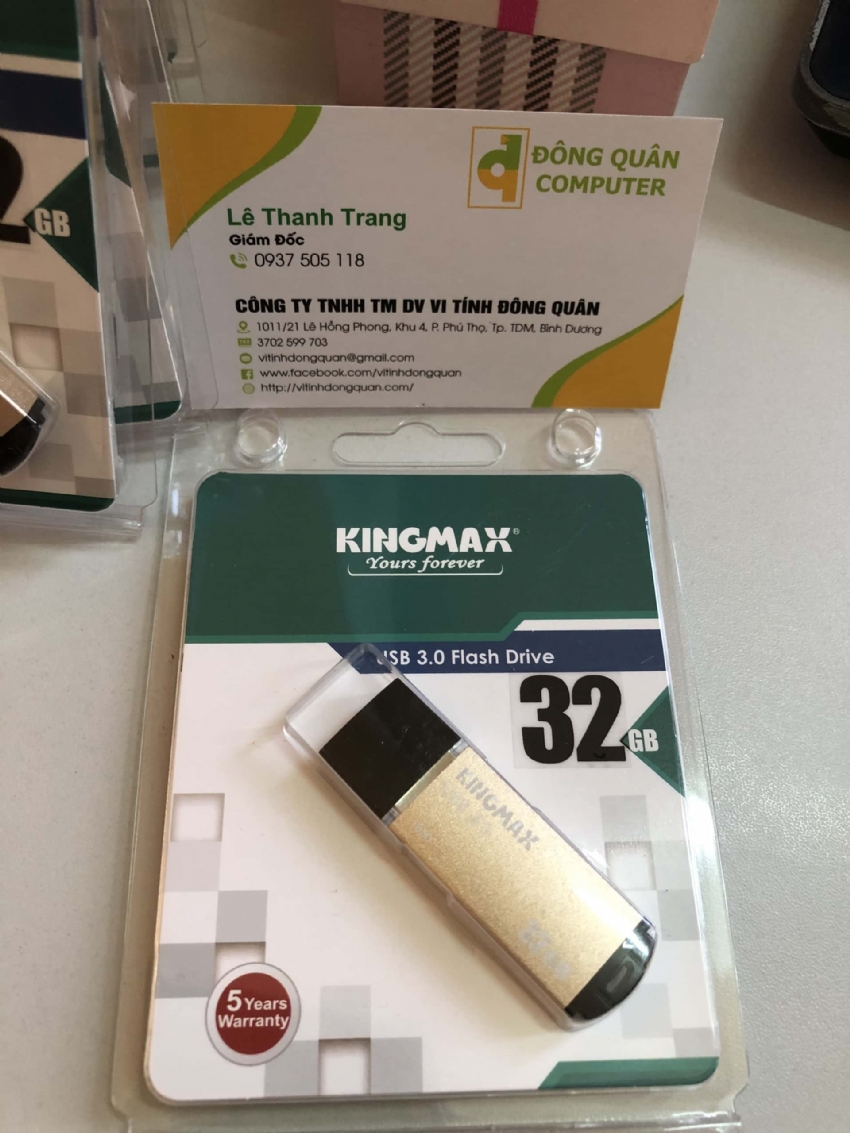 GB
ĐÔNG QUÂN
COMPUTER
Lê Thanh Trang
Giám Đốc
0937 505 118
CÔNG TY TNHH TM DV VI TÍNH ĐÔNG QUÂN
1011/21 Lê Hồng Phong, Khu 4, P. Phú Thọ, Tp. TDM, Bình Dương
3702 599 703
vitinhdongquan@gmail.com
www.facebook.com/vitinhdongquan
http://vitinhdongquan.com/
KINGMAX®
Yours forever
USB 3.0 Flash Drive
32GB
KINGMAX
5 Years
Warranty